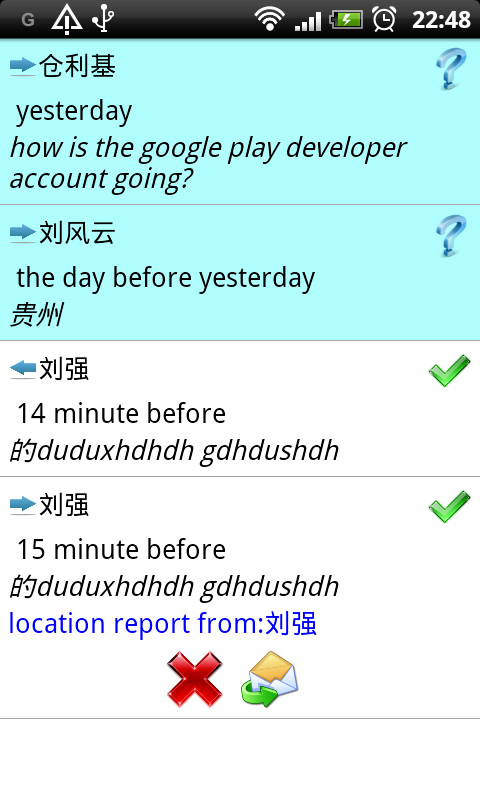 G
22:48
仓利基
yesterday
how is the google play developer
account going?
刘风云
the day before yesterday
贵州
刘强
14 minute before
的duduxhdhdh gdhdushdh
刘强
15 minute before
的duduxhdhdh gdhdushdh
location report from:刘强